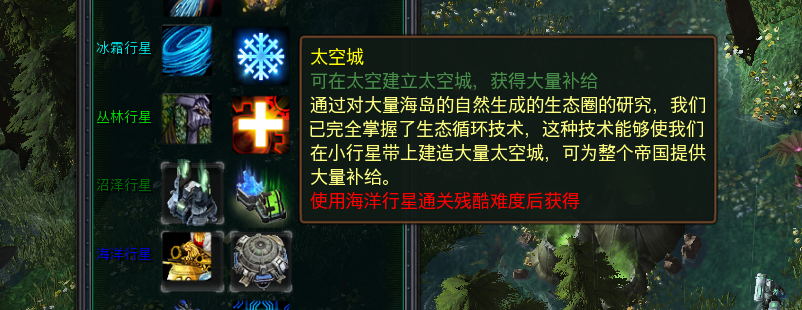 冰霜行星
太空城
可在太空建立太空城，获得大量补给
丛林行星
通过对大量海岛的自然生成的生态圈的研究，我们
已完全掌握了生态循环技术，这种技术能够使我们
在小行星带上建造大量太空城，可为整个帝国提供
大量补给。
沼泽行星
使用海洋行星通关残酷难度后获得
海洋行星